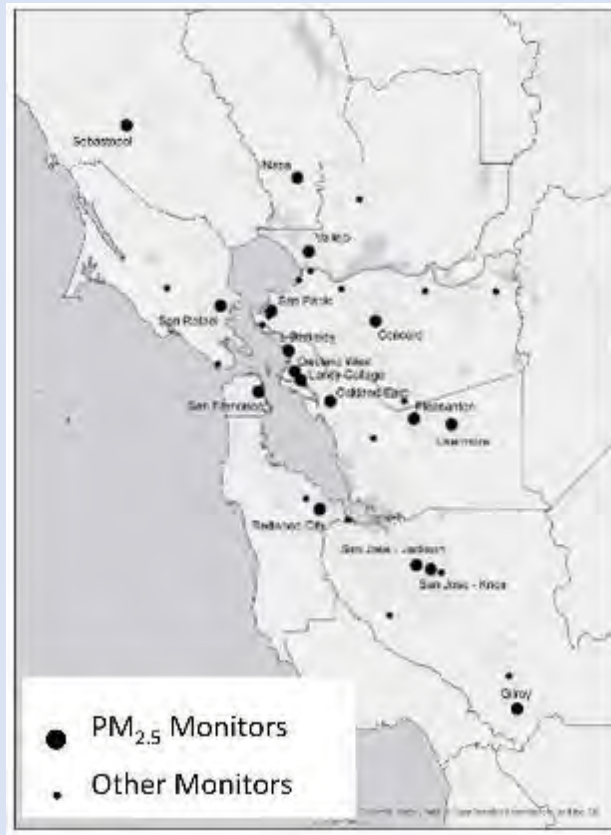 Sebastopol
Napa
Vallejo
San Pablo
San Rafael
Concord
Berkeley
Oakland West
Laney College
San Francisco
Oakland East
Pleasanton
Livermore
Redwood City
San Jose - Jackson
San Jose - Knox
Gilroy
PM2.5 Monitors
Other Monitors